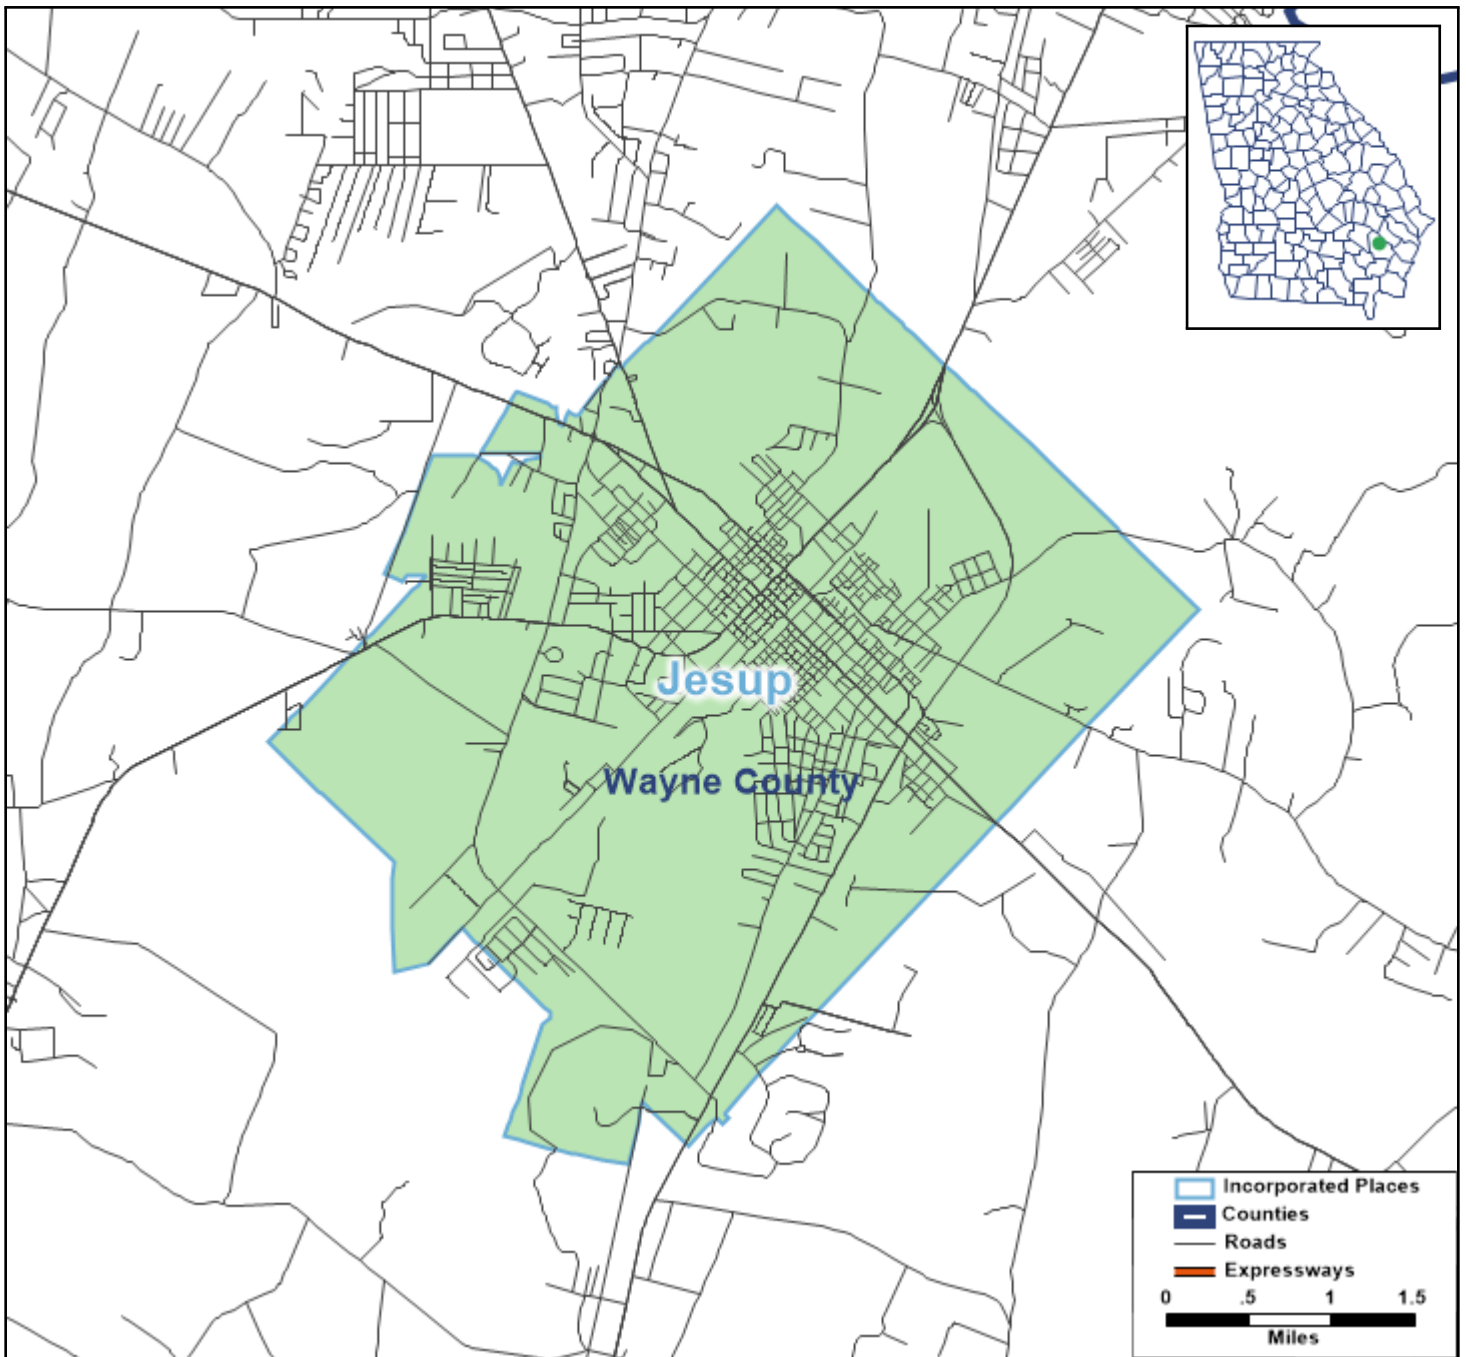 Jesup
Wayne County
Incorporated Places
Counties
Roads
Expressways
0 .5 1 1.5
Miles